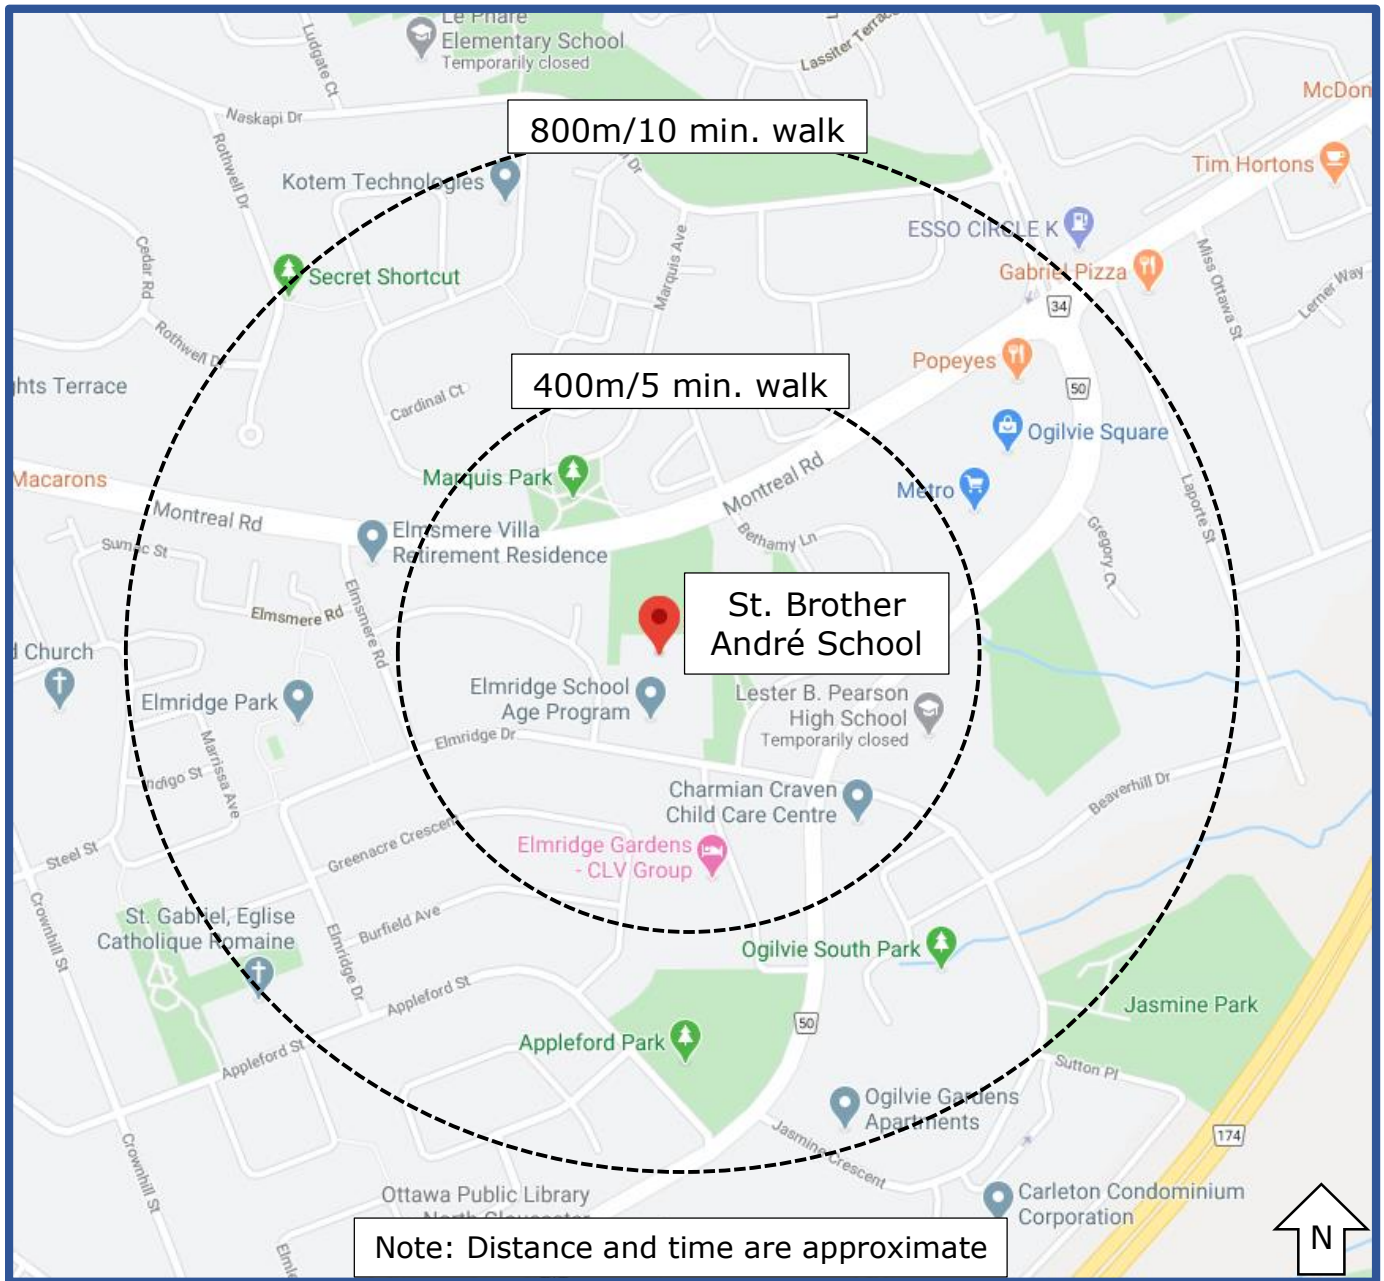 Le Phare
Elementary School
Temporarily closed
Ludgate Ct
Lassiter Terrace
McDon
Naskapi Dr
800m/10 min. walk
Rothwell Dr
Kotem Technologies
Dr
Tim Hortons
ESSO CIRCLE K
Cedar Rd
Secret Shortcut
Marquis Ave
Gabriel Pizza
Miss Ottawa St
Lerner Way
34
Rothwell Dr
400m/5 min. walk
Popeyes
50
ghts Terrace
Cardinal Ct
Ogilvie Square
Macarons
Marquis Park
Montreal Rd
Metro
Laporte St
Montreal Rd
Elmsmere Villa
Retirement Residence
Bethamy Ln
Gregory Ct
Sumac St
Elmsmere Rd
Elmsmere Rd
St. Brother
André School
d Church
Elmridge Park
Elmridge School
Age Program
Lester B. Pearson
High School
Temporarily closed
Elmridge Dr
Marrissa Ave
Indigo St
Charmian Craven
Child Care Centre
Beaverhill Dr
Steel St
Greenacre Crescent
Elmridge Gardens
- CLV Group
Crownhill St
St. Gabriel, Eglise
Catholique Romaine
Burfield Ave
Elmridge Dr
Ogilvie South Park
Appleford St
Jasmine Park
50
Appleford Park
Appleford St
Sutton Pl
Ogilvie Gardens
Apartments
174
Jasmine Crescent
Crownhill St
Ottawa Public Library
North Gloucester
Carleton Condominium
Corporation
N
Note: Distance and time are approximate